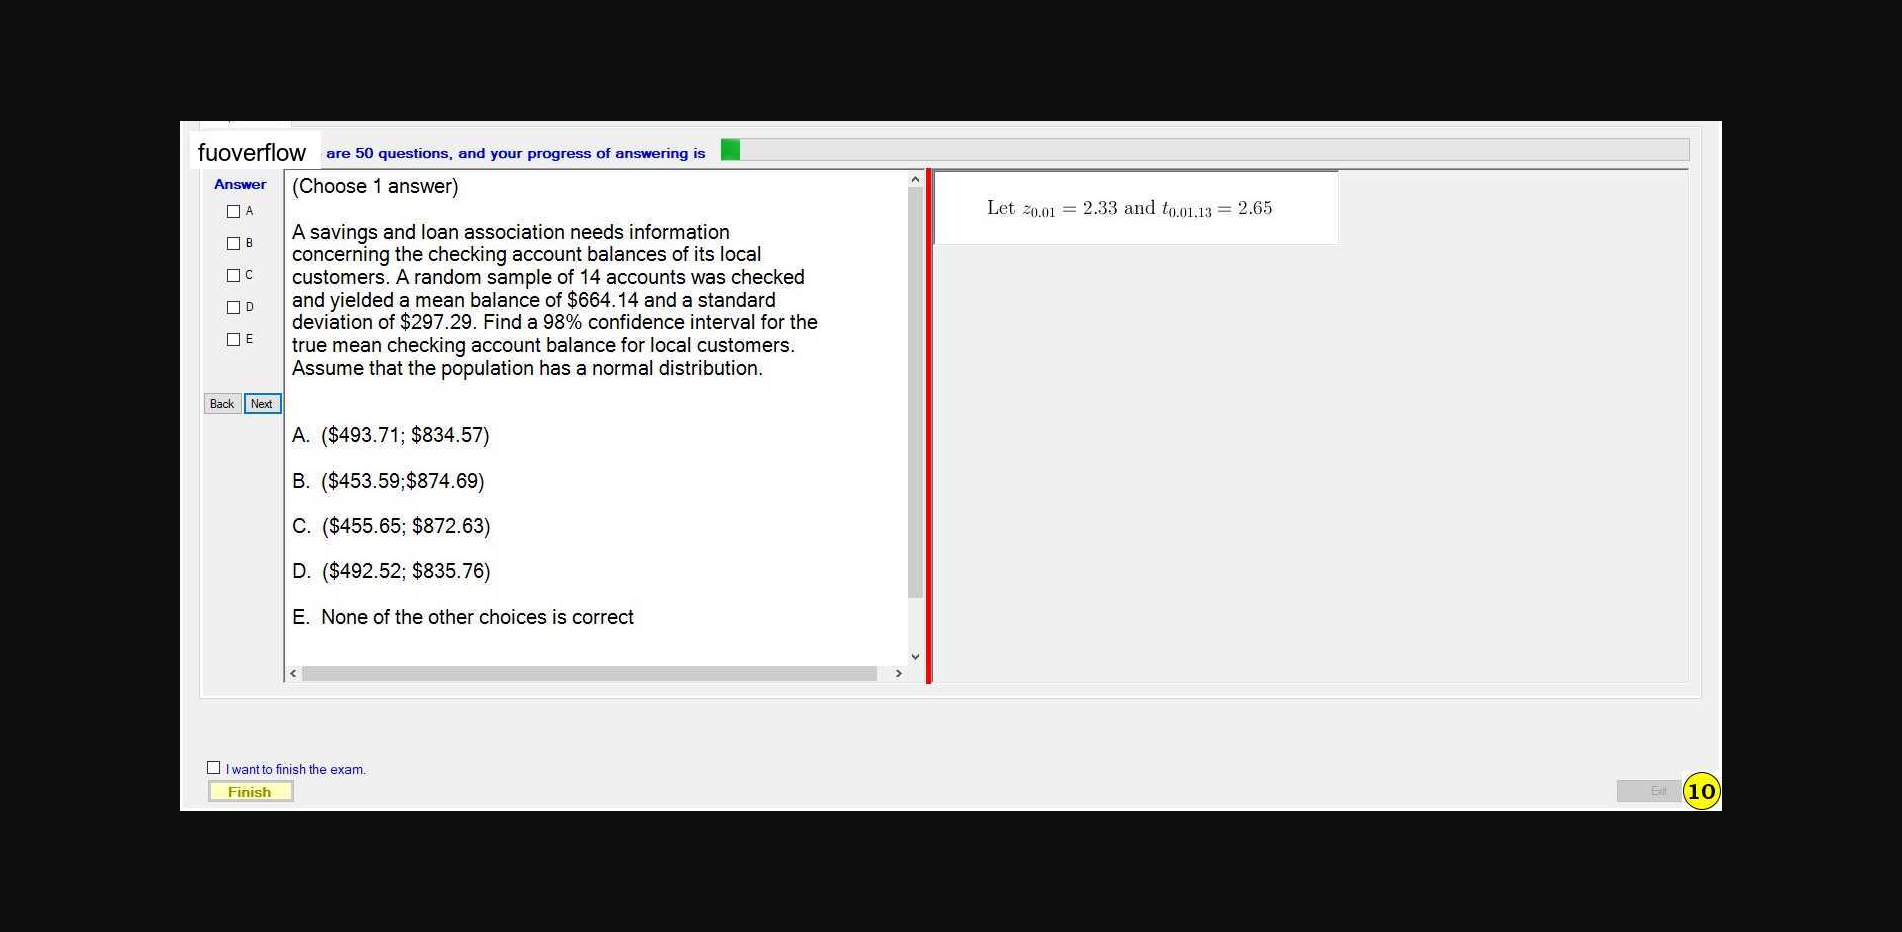 fuoverflow are 50 questions, and your progress of answering is
Answer
A
B
C
D
E
Back Next
(Choose 1 answer)
A savings and loan association needs information
concerning the checking account balances of its local
customers. A random sample of 14 accounts was checked
and yielded a mean balance of $664.14 and a standard
deviation of $297.29. Find a 98% confidence interval for the
true mean checking account balance for local customers.
Assume that the population has a normal distribution.
A. ($493.71; $834.57)
B. ($453.59;$874.69)
C. ($455.65; $872.63)
D. ($492.52; $835.76)
E. None of the other choices is correct
Let z0.01 = 2.33 and t0.01,13 = 2.65
I want to finish the exam.
Finish
Exit
10